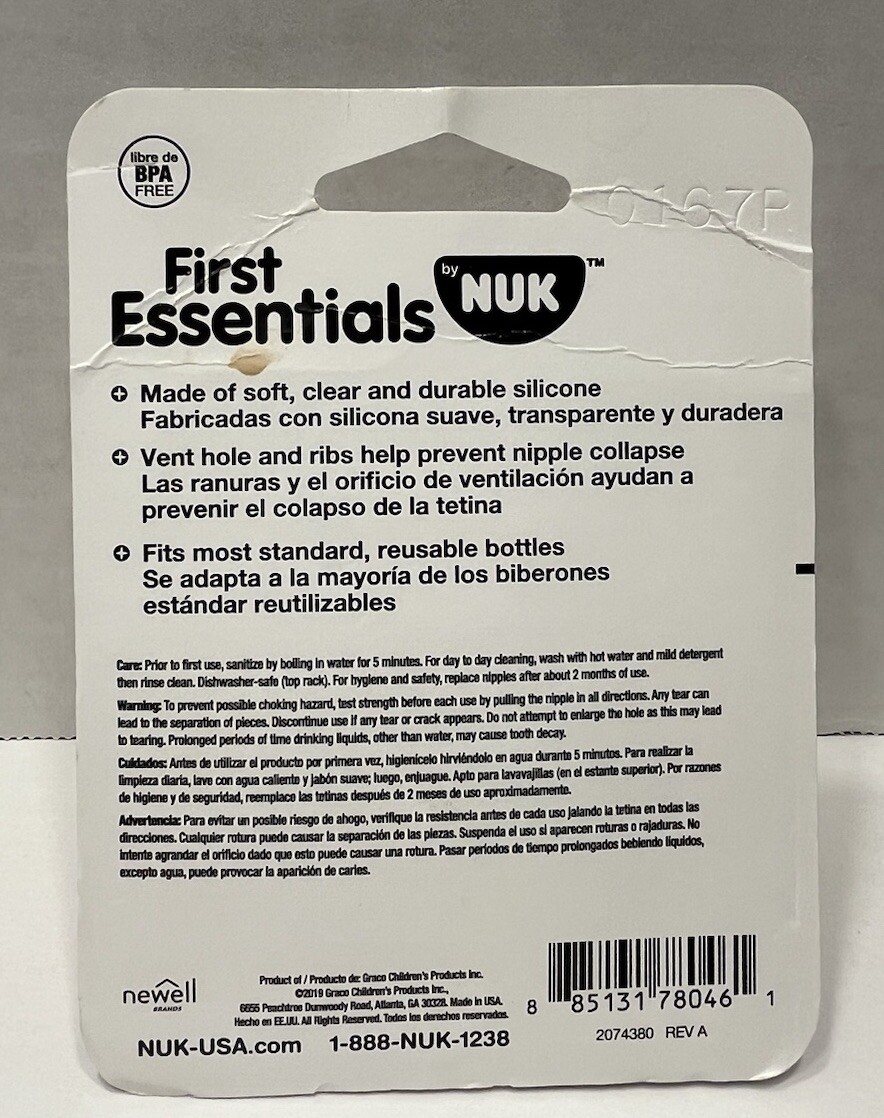 libre de
BPA
FREE
0167P
First
Essentials
by NUK™
Made of soft, clear and durable silicone
Fabricadas con silicona suave, transparente y duradera
Vent hole and ribs help prevent nipple collapse
Las ranuras y el orificio de ventilación ayudan a
prevenir el colapso de la tetina
Fits most standard, reusable bottles
Se adapta a la mayoría de los biberones
estándar reutilizables
Care: Prior to first use, sanitize by boiling in water for 5 minutes. For day to day cleaning, wash with hot water and mild detergent
then rinse clean. Dishwasher-safe (top rack). For hygiene and safety, replace nipples after about 2 months of use.
Warning: To prevent possible choking hazard, test strength before each use by pulling the nipple in all directions. Any tear can
lead to the separation of pieces. Discontinue use if any tear or crack appears. Do not attempt to enlarge the hole as this may lead
to tearing. Prolonged periods of time drinking liquids, other than water, may cause tooth decay.
Cuidados: Antes de utilizar el producto por primera vez, higienícelo hirviéndolo en agua durante 5 minutos. Para realizar la
limpieza diaria, lave con agua caliente y jabón suave; luego, enjuague. Apto para lavavajillas (en el estante superior). Por razones
de higiene y de seguridad, reemplace las tetinas después de 2 meses de uso aproximadamente.
Advertencia: Para evitar un posible riesgo de ahogo, verifique la resistencia antes de cada uso jalando la tetina en todas las
direcciones. Cualquier rotura puede causar la separación de las piezas. Suspenda el uso si aparecen roturas o rajaduras. No
intente agrandar el orificio dado que esto puede causar una rotura. Pasar períodos de tiempo prolongados bebiendo líquidos,
excepto agua, puede provocar la aparición de caries.
newell
BRANDS
Product of / Producto de: Graco Children's Products Inc.
©2019 Graco Children's Products Inc.,
6655 Peachtree Dunwoody Road, Atlanta, GA 30328. Made in USA.
Hecho en EE.UU. All Rights Reserved. Todos los derechos reservados.
NUK-USA.com 1-888-NUK-1238
8 85131 78046 1
2074380 REV A